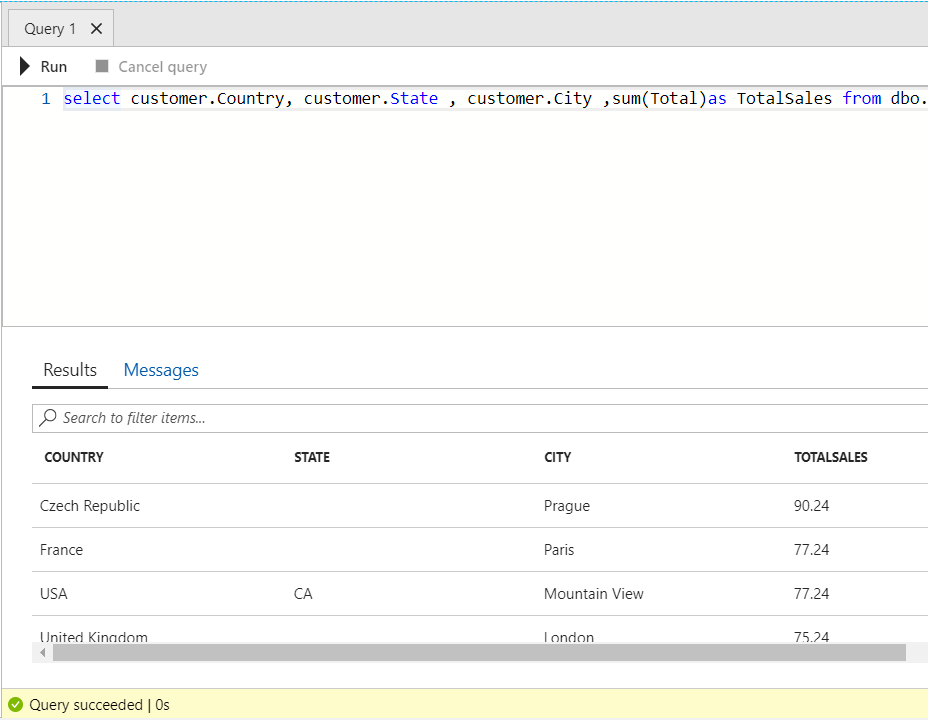 Query 1
Run Cancel query
1 select customer.Country, customer.State , customer.City ,sum(Total)as TotalSales from dbo.
Results Messages
Search to filter items...
COUNTRY STATE CITY TOTALSALES
Czech Republic Prague 90.24
France Paris 77.24
USA CA Mountain View 77.24
United Kingdom London 75.24
Query succeeded | 0s